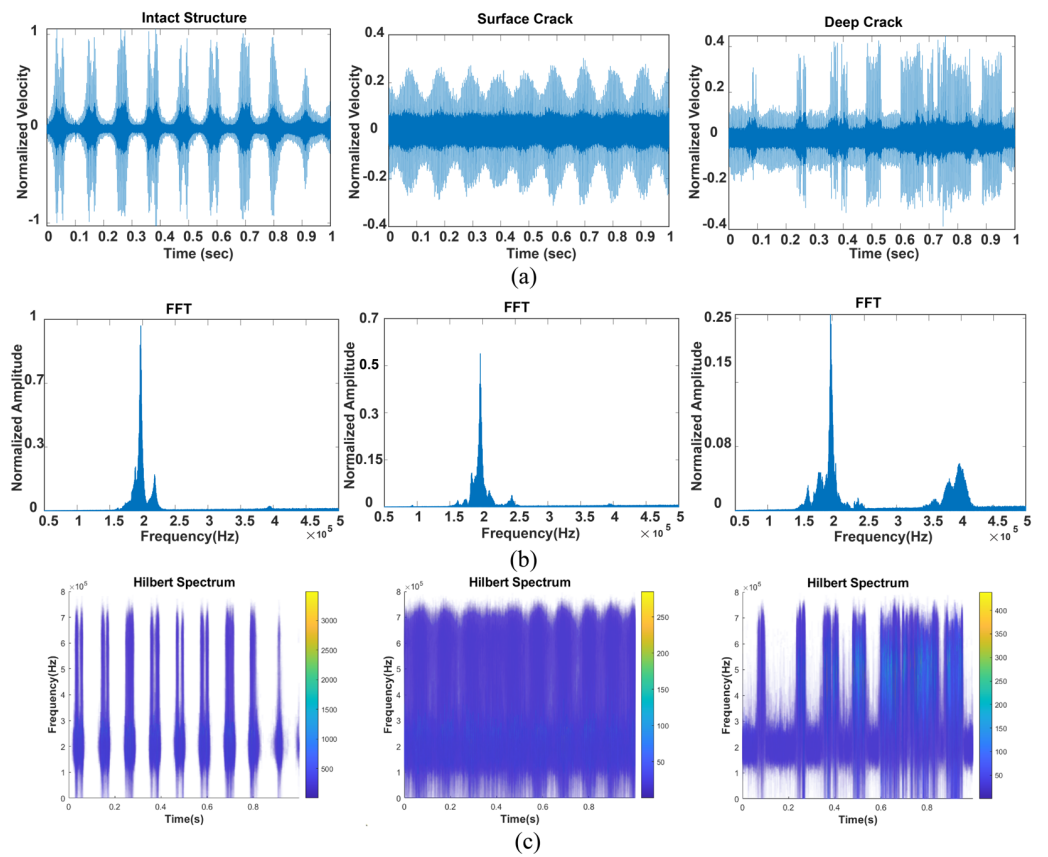 Intact Structure
Surface Crack
Deep Crack
Normalized Velocity
1
0
-1
0 0.1 0.2 0.3 0.4 0.5 0.6 0.7 0.8 0.9 1
Time (sec)
Normalized Velocity
0.4
0.2
0
-0.2
-0.4
0 0.1 0.2 0.3 0.4 0.5 0.6 0.7 0.8 0.9 1
Time (sec)
Normalized Velocity
0.4
0.2
0
-0.2
-0.4
0 0.1 0.2 0.3 0.4 0.5 0.6 0.7 0.8 0.9 1
Time (sec)
(a)
FFT
FFT
FFT
Normalized Amplitude
1
0.7
0.3
0
0.5 1 1.5 2 2.5 3 3.5 4 4.5 5
Frequency(Hz)
×10⁵
Normalized Amplitude
0.7
0.5
0.3
0.15
0
0.5 1 1.5 2 2.5 3 3.5 4 4.5 5
Frequency(Hz)
×10⁵
Normalized Amplitude
0.25
0.15
0.08
0
0.5 1 1.5 2 2.5 3 3.5 4 4.5 5
Frequency(Hz)
×10⁵
(b)
Hilbert Spectrum
Hilbert Spectrum
Hilbert Spectrum
×10⁵
Frequency(Hz)
8
7
6
5
4
3
2
1
0
0 0.2 0.4 0.6 0.8
Time(s)
3000
2500
2000
1500
1000
500
×10⁵
Frequency(Hz)
8
7
6
5
4
3
2
1
0
0 0.2 0.4 0.6 0.8
Time(s)
250
200
150
100
50
×10⁵
Frequency(Hz)
8
7
6
5
4
3
2
1
0
0 0.2 0.4 0.6 0.8
Time(s)
400
350
300
250
200
150
100
50
(c)